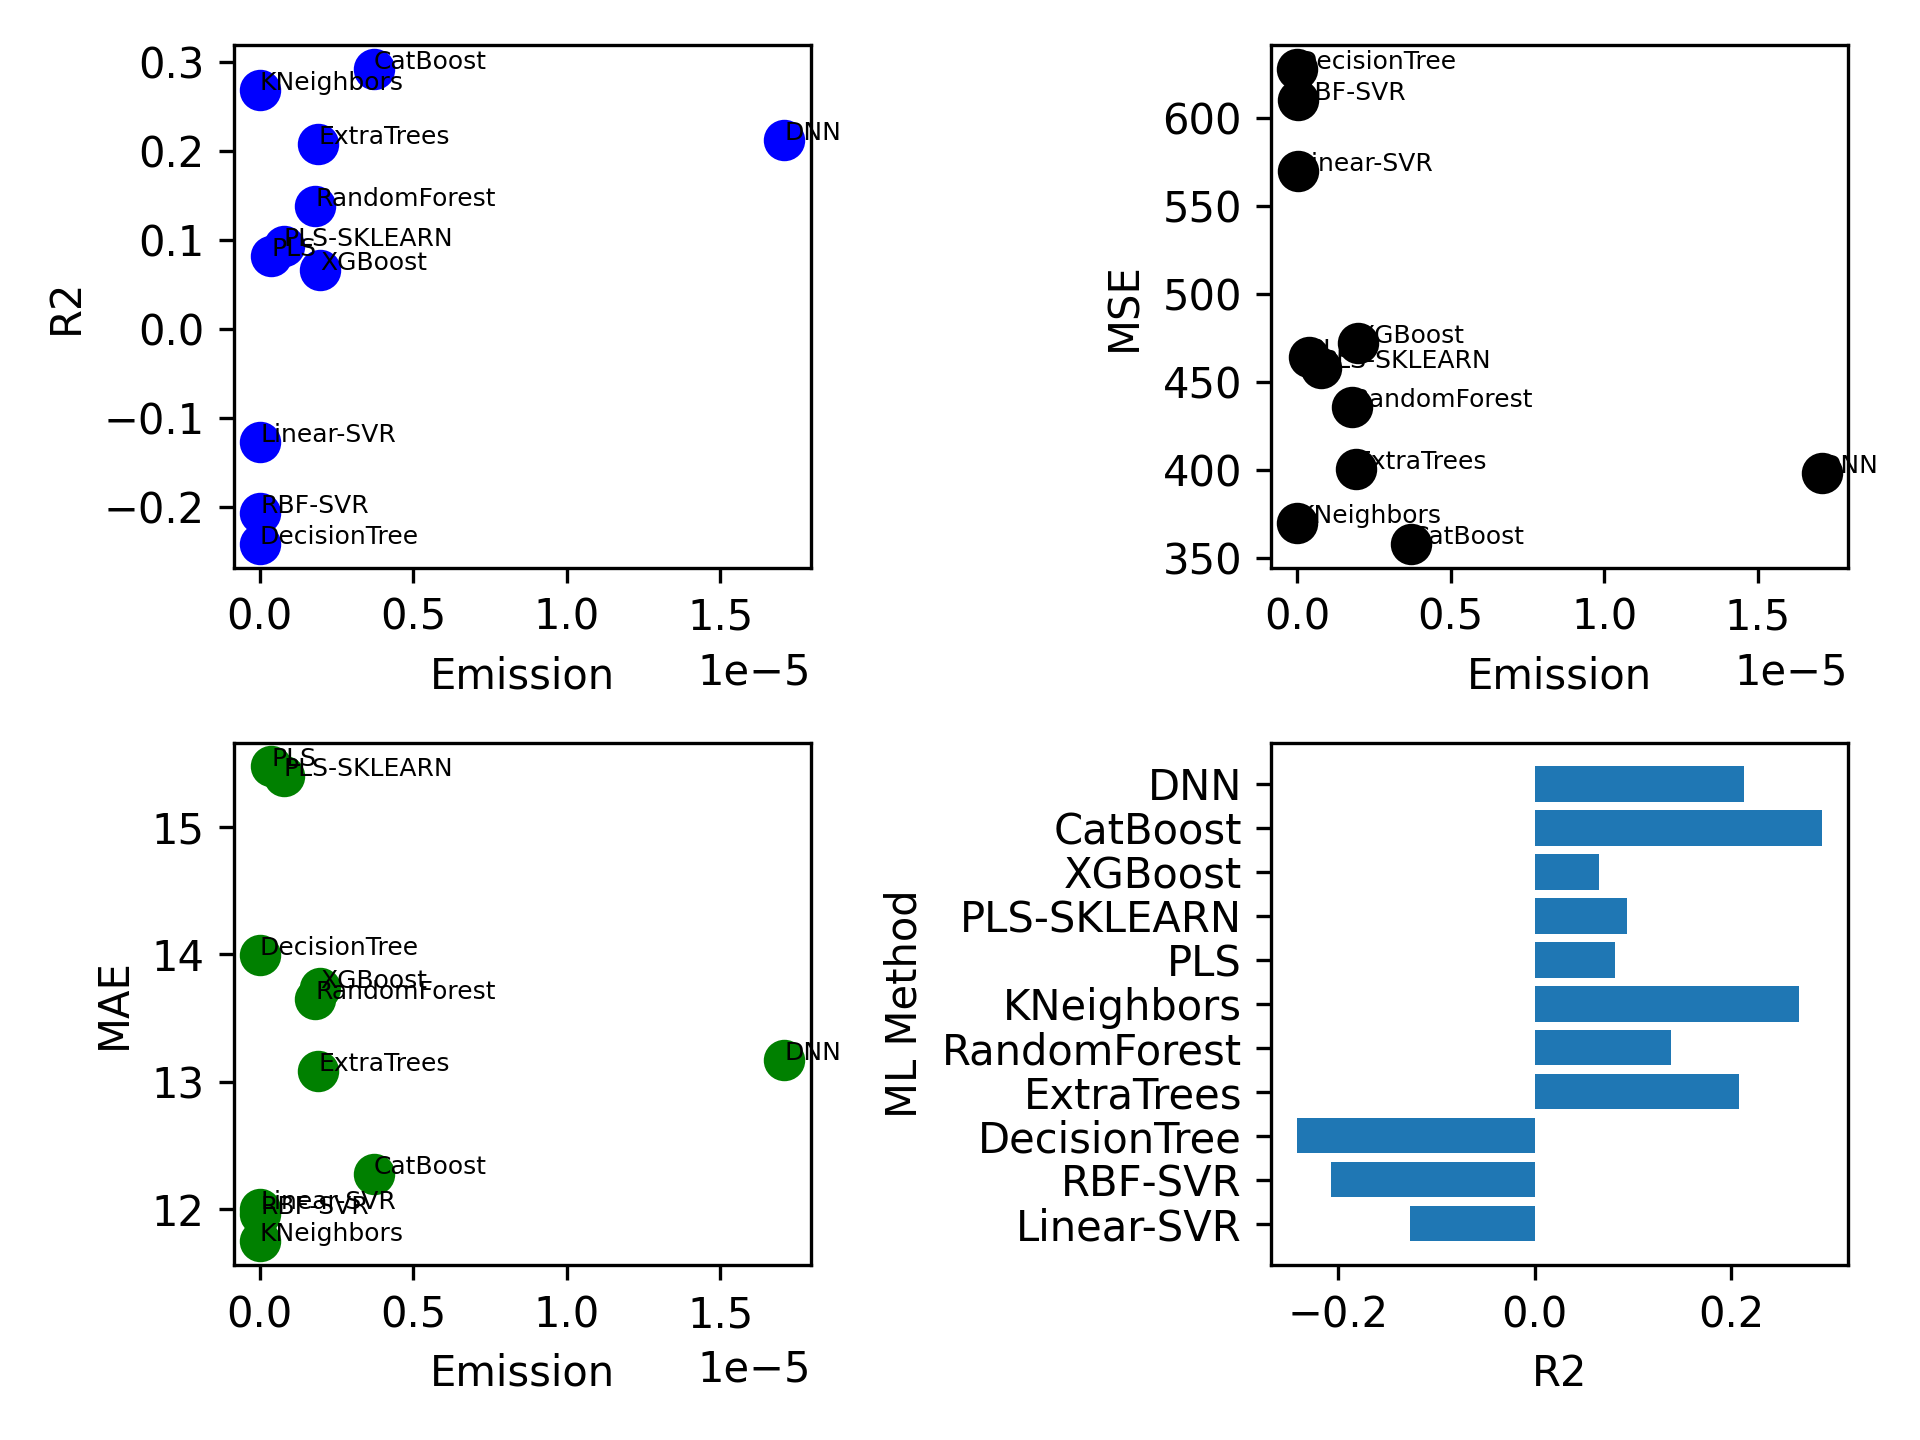 0.3
0.2
0.1
0.0
−0.1
−0.2
R2
CatBoost
KNeighbors
ExtraTrees
DNN
RandomForest
PLS-SKLEARN
PLS
XGBoost
Linear-SVR
RBF-SVR
DecisionTree
0.0 0.5 1.0 1.5
Emission
1e−5
600
550
500
450
400
350
MSE
DecisionTree
RBF-SVR
Linear-SVR
XGBoost
PLS-SKLEARN
RandomForest
ExtraTrees
DNN
KNeighbors
CatBoost
0.0 0.5 1.0 1.5
Emission
1e−5
15
14
13
12
MAE
PLS
PLS-SKLEARN
DecisionTree
XGBoost
RandomForest
ExtraTrees
DNN
CatBoost
Linear-SVR
RBF-SVR
KNeighbors
0.0 0.5 1.0 1.5
Emission
1e−5
ML Method
DNN
CatBoost
XGBoost
PLS-SKLEARN
PLS
KNeighbors
RandomForest
ExtraTrees
DecisionTree
RBF-SVR
Linear-SVR
−0.2 0.0 0.2
R2